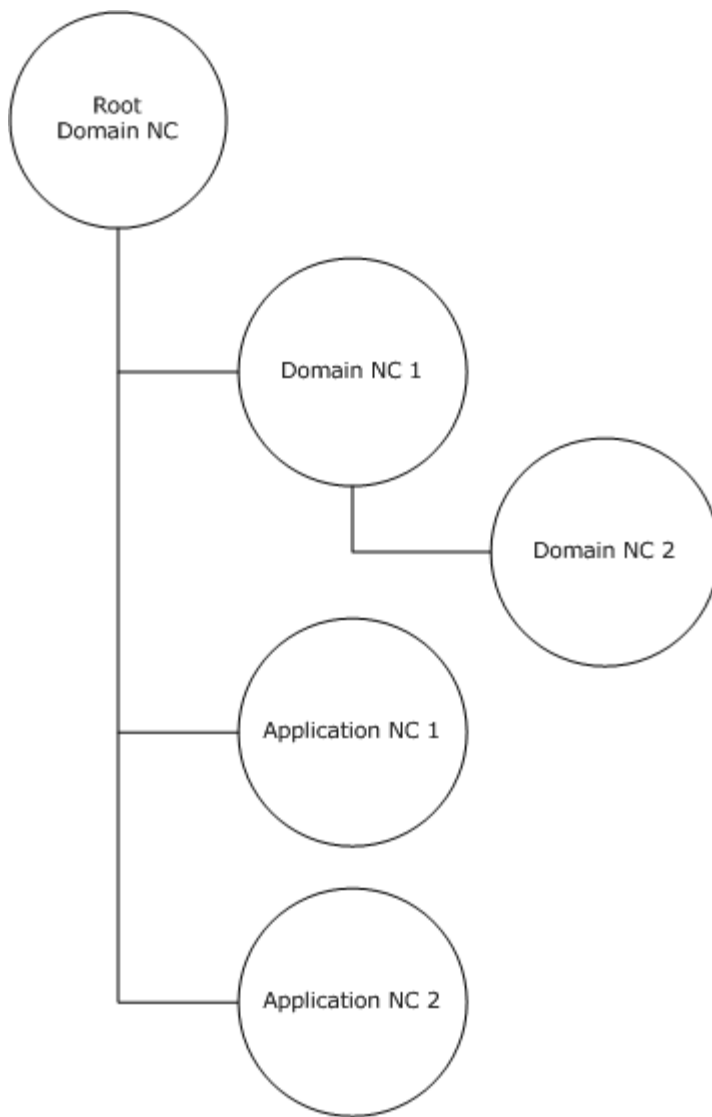 Root
Domain NC
Domain NC 1
Domain NC 2
Application NC 1
Application NC 2